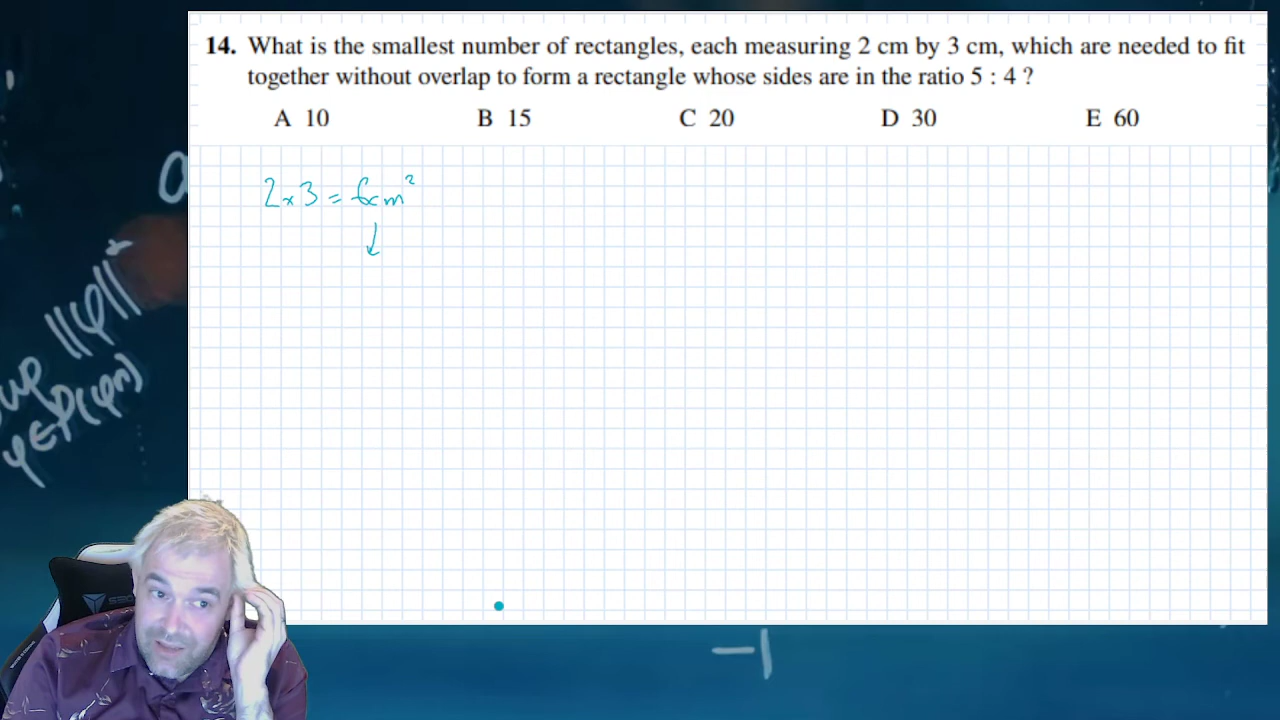 14. What is the smallest number of rectangles, each measuring 2 cm by 3 cm, which are needed to fit
together without overlap to form a rectangle whose sides are in the ratio 5 : 4 ?
A 10 B 15 C 20 D 30 E 60
2 × 3 = 6cm²
↓
||φ||
φ∈P(φⁿ)
-1